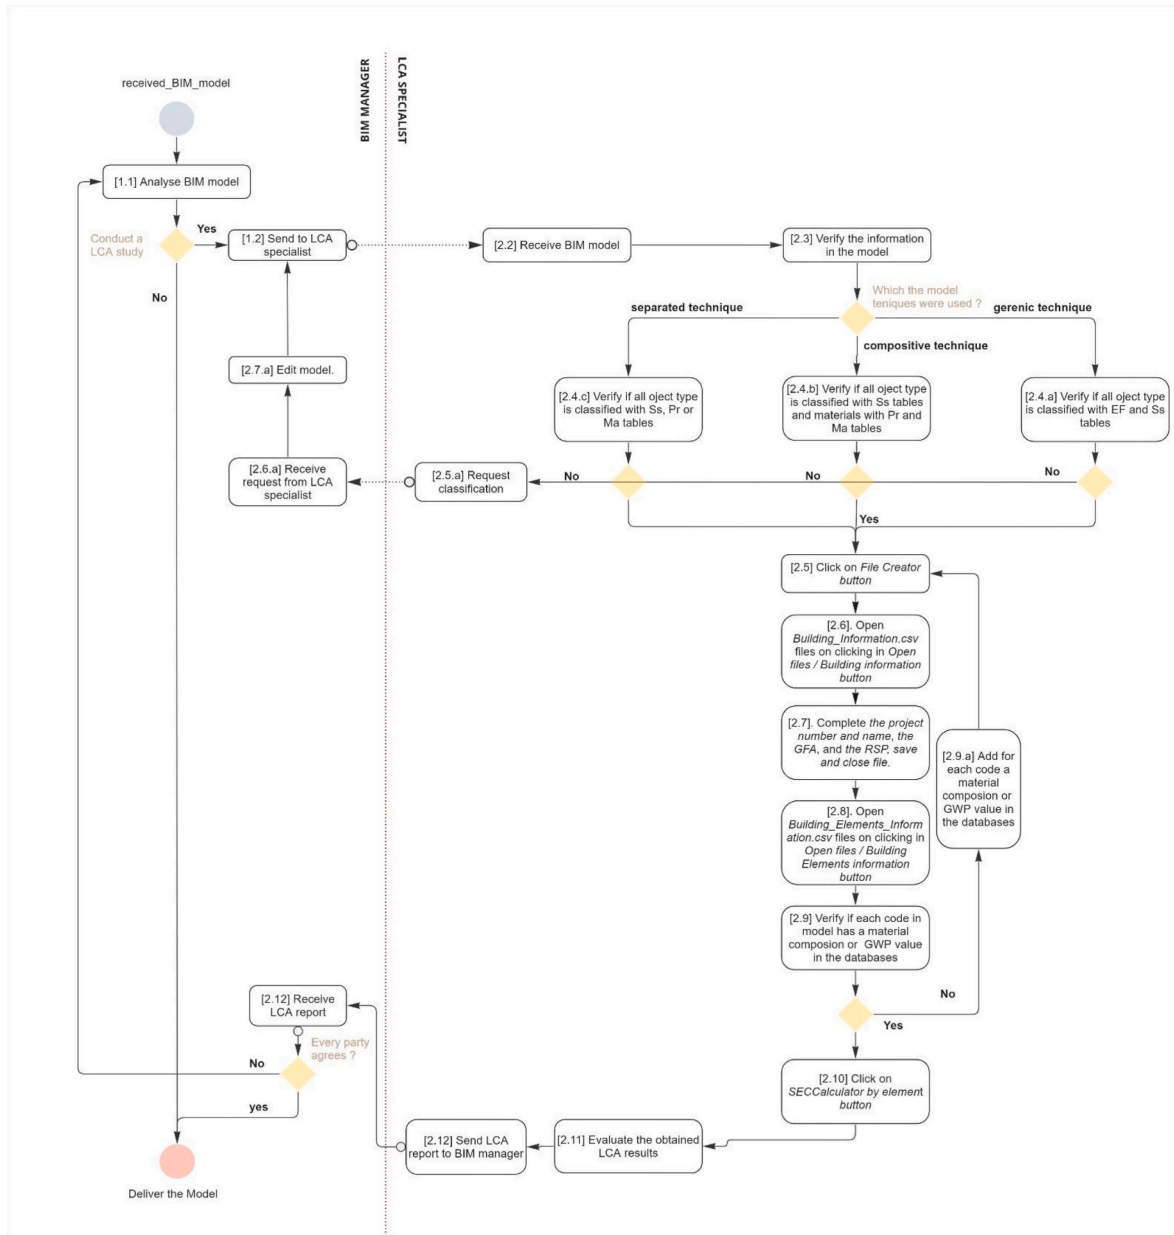 received_BIM_model
BIM MANAGER
LCA SPECIALIST
[1.1] Analyse BIM model
Conduct a
LCA study
Yes
No
[1.2] Send to LCA
specialist
[2.2] Receive BIM model
[2.3] Verify the information
in the model
Which the model
teniques were used ?
separated technique
compositive technique
gerenic technique
[2.7.a] Edit model.
[2.4.c] Verify if all oject type
is classified with Ss, Pr or
Ma tables
[2.4.b] Verify if all oject type
is classified with Ss tables
and materials with Pr and
Ma tables
[2.4.a] Verify if all oject type
is classified with EF and Ss
tables
[2.6.a] Receive
request from LCA
specialist
[2.5.a] Request
classification
No
No
No
Yes
[2.5] Click on File Creator
button
[2.6]. Open
Building_Information.csv
files on clicking in Open
files / Building information
button
[2.7]. Complete the project
number and name, the
GFA, and the RSP, save
and close file.
[2.9.a] Add for
each code a
material composion or
GWP value in
the databases
[2.8]. Open
Building_Elements_Inform
ation.csv files on clicking in
Open files / Building
Elements information
button
[2.9] Verify if each code in
model has a material
composion or GWP value
in the databases
No
Yes
[2.12] Receive
LCA report
Every party
agrees ?
No
yes
[2.10] Click on
SECCalculator by element
button
[2.12] Send LCA
report to BIM manager
[2.11] Evaluate the obtained
LCA results
Deliver the Model